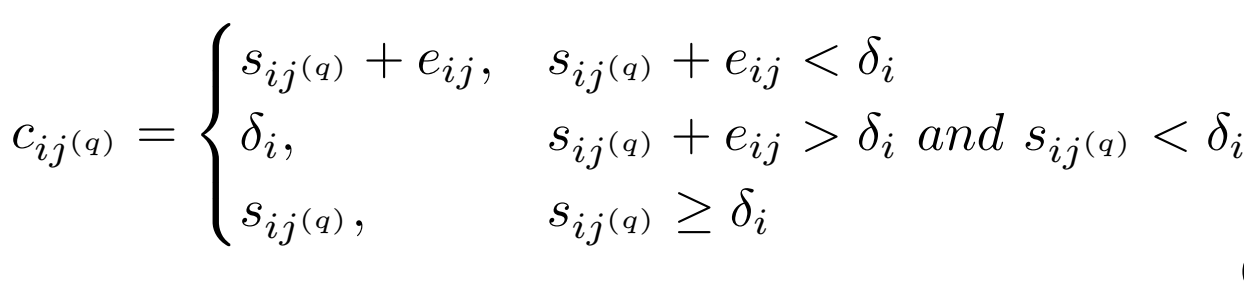 c_{ij^{(q)}} = \begin{cases} s_{ij^{(q)}} + e_{ij}, & s_{ij^{(q)}} + e_{ij} < \delta_i \\
\delta_i, & s_{ij^{(q)}} + e_{ij} > \delta_i \ and \ s_{ij^{(q)}} < \delta_i \\
s_{ij^{(q)}}, & s_{ij^{(q)}} \geq \delta_i \end{cases}